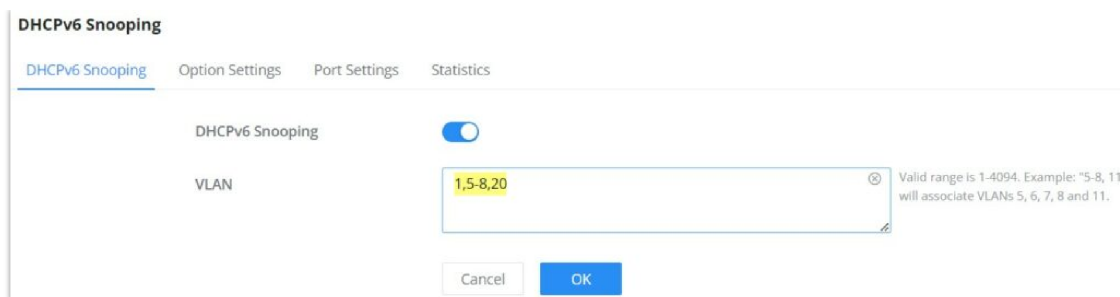 DHCPv6 Snooping
DHCPv6 Snooping Option Settings Port Settings Statistics
DHCPv6 Snooping
VLAN 1,5-8,20 Valid range is 1-4094. Example: "5-8, 11
will associate VLANs 5, 6, 7, 8 and 11.
Cancel OK